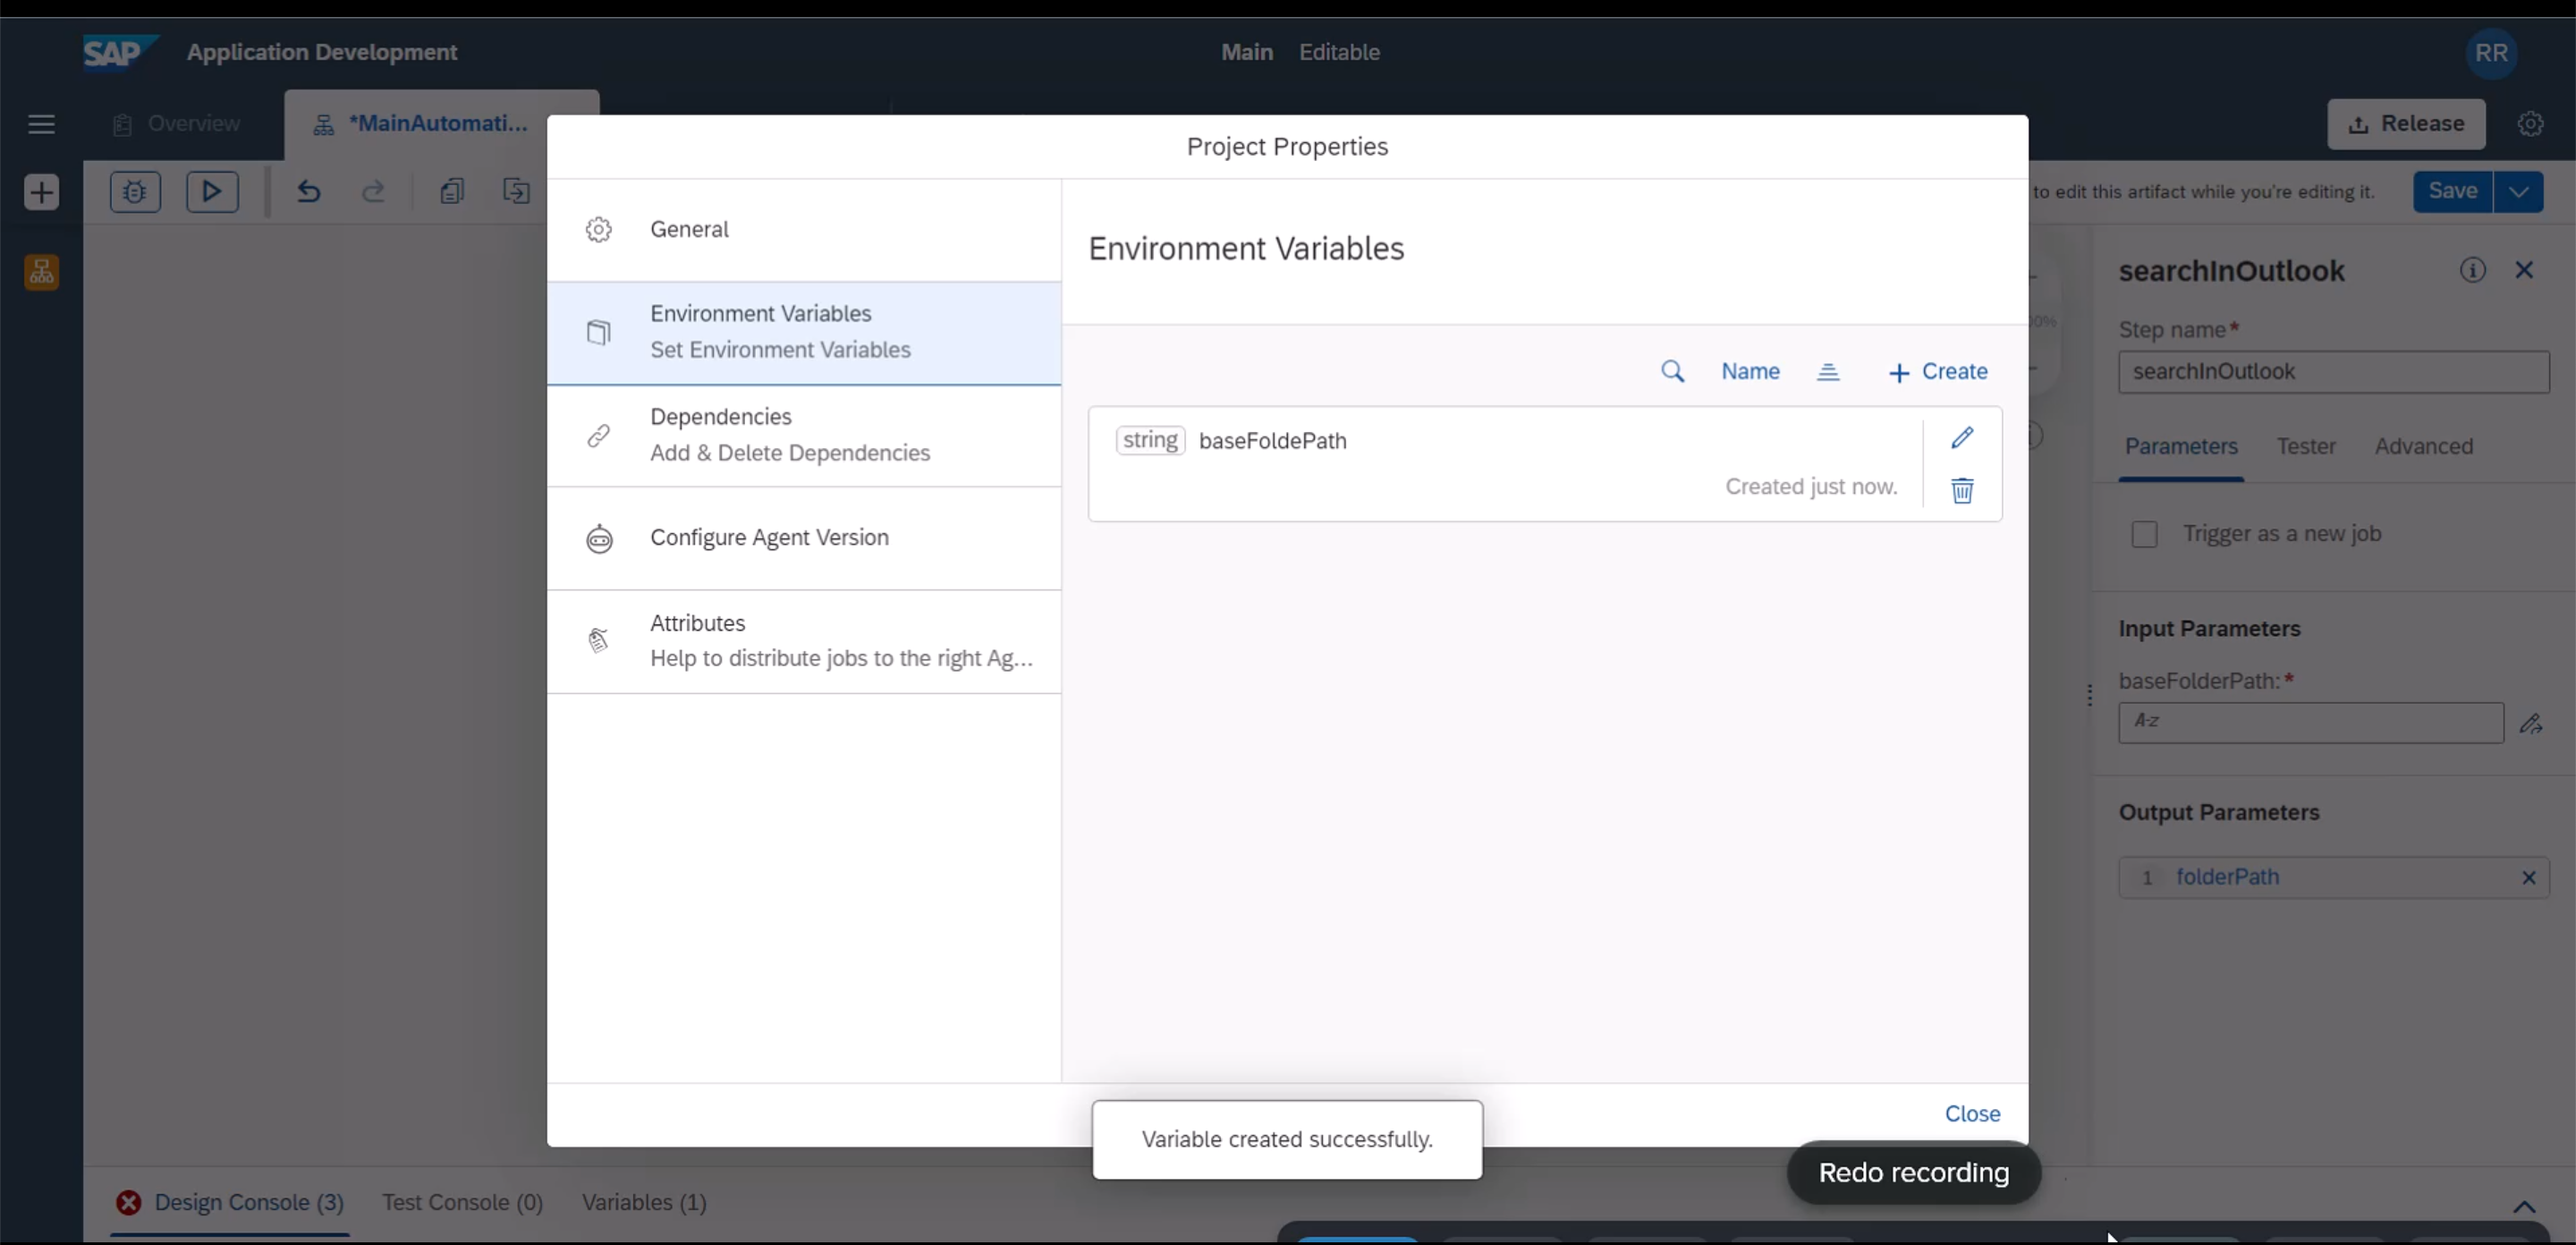 SAP Application Development
Main Editable
RR
Overview
*MainAutomati...
Release
to edit this artifact while you're editing it.
Save
Project Properties
General
Environment Variables
Set Environment Variables
Dependencies
Add & Delete Dependencies
Configure Agent Version
Attributes
Help to distribute jobs to the right Ag...
Environment Variables
Name
Create
string baseFoldePath
Created just now.
Close
Variable created successfully.
Redo recording
searchInOutlook
Step name*
searchInOutlook
Parameters Tester Advanced
Trigger as a new job
Input Parameters
baseFolderPath:*
A-z
Output Parameters
1 folderPath
Design Console (3) Test Console (0) Variables (1)